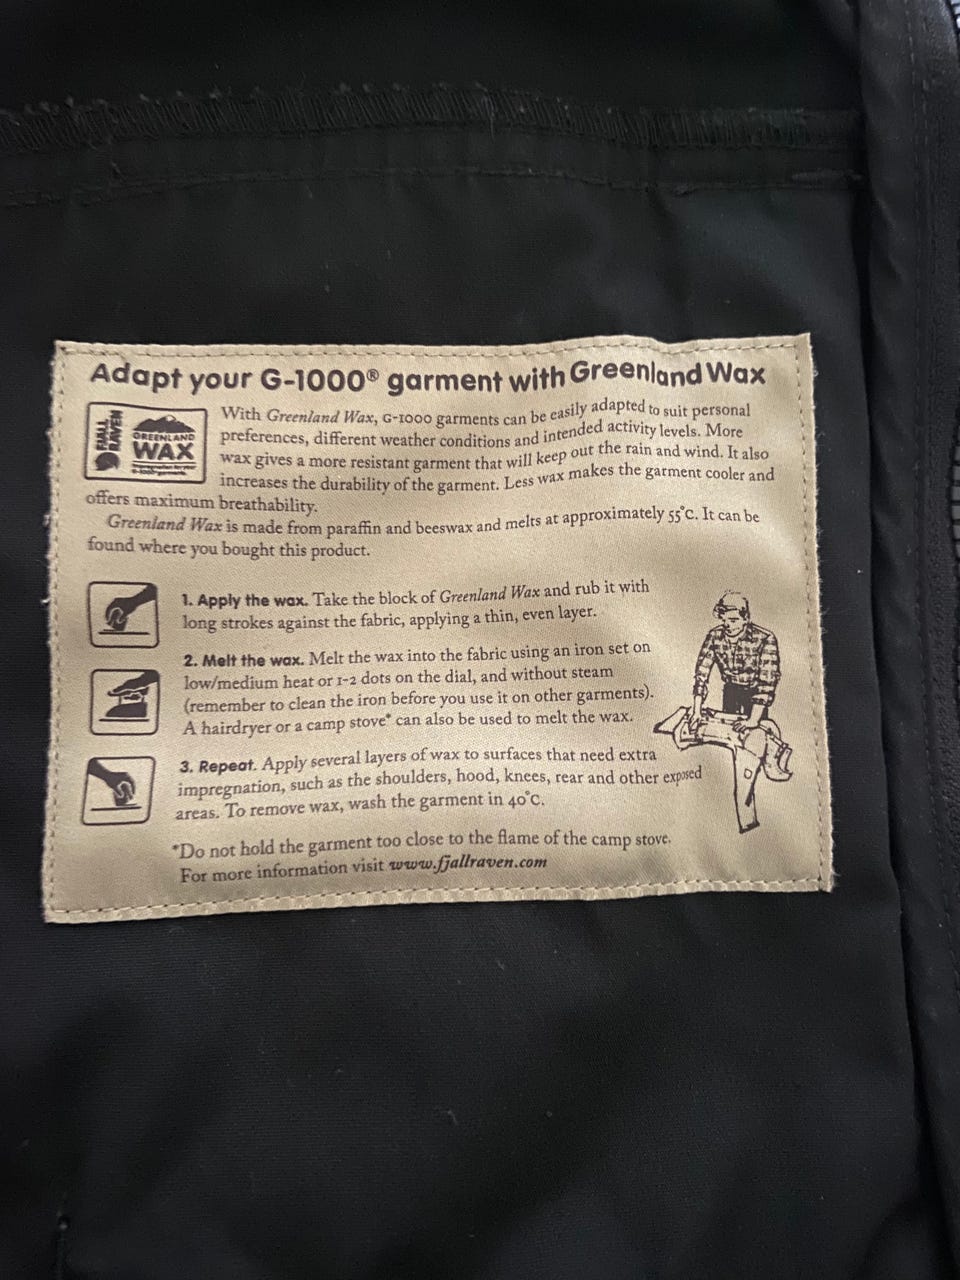 Adapt your G-1000® garment with Greenland Wax
FJÄLL
RÄVEN
GREENLAND
WAX
With Greenland Wax, G-1000 garments can be easily adapted to suit personal
preferences, different weather conditions and intended activity levels. More
wax gives a more resistant garment that will keep out the rain and wind. It also
increases the durability of the garment. Less wax makes the garment cooler and
offers maximum breathability.
Greenland Wax is made from paraffin and beeswax and melts at approximately 55°C. It can be
found where you bought this product.
1. Apply the wax. Take the block of Greenland Wax and rub it with
long strokes against the fabric, applying a thin, even layer.
2. Melt the wax. Melt the wax into the fabric using an iron set on
low/medium heat or 1-2 dots on the dial, and without steam
(remember to clean the iron before you use it on other garments).
A hairdryer or a camp stove* can also be used to melt the wax.
3. Repeat. Apply several layers of wax to surfaces that need extra
impregnation, such as the shoulders, hood, knees, rear and other exposed
areas. To remove wax, wash the garment in 40°C.
*Do not hold the garment too close to the flame of the camp stove.
For more information visit www.fjallraven.com